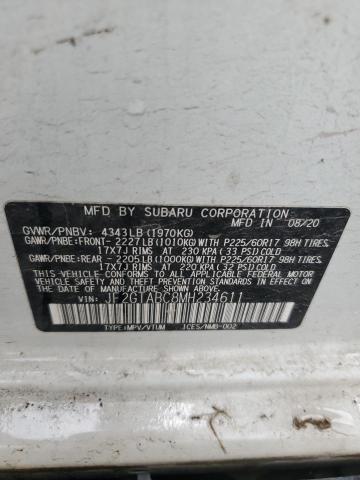 MFD BY SUBARU CORPORATION
GVWR/PNBV: 4343LB (1970KG) MFD IN 08/20
GAWR/PNBE: FRONT- 2227LB (1010KG) WITH P225/60R17 98H TIRES,
17X7J RIMS AT 230 KPA (33 PSI) COLD
GAWR/PNBE: REAR - 2205LB (1000KG) WITH P225/60R17 98H TIRES,
17X7J RIMS AT 220 KPA (32 PSI) COLD
THIS VEHICLE CONFORMS TO ALL APPLICABLE FEDERAL MOTOR
VEHICLE SAFETY AND BUMPER STANDARDS IN EFFECT ON THE DATE
OF MANUFACTURE SHOWN ABOVE.
VIN: JF2GTABC8MH234611
TYPE:MPV/VTUM ICES/NMB-002